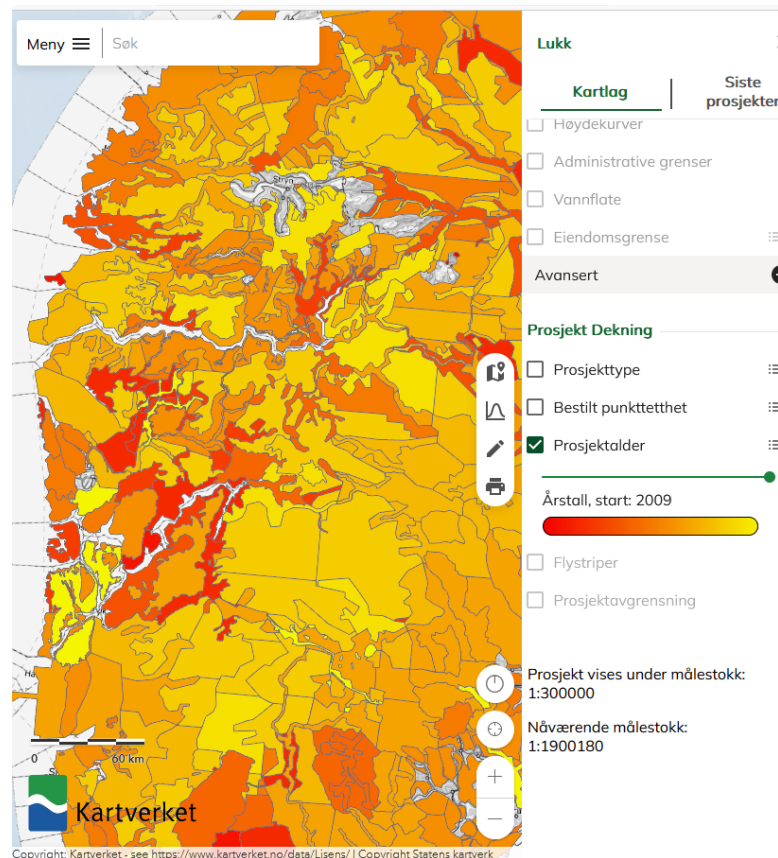 Meny
Søk
Lukk
Kartlag
Siste
prosjekter
Høydekurver
Administrative grenser
Vannflate
Eiendomsgrense
Avansert
Prosjekt Dekning
Prosjekttype
Bestilt punkttetthet
Prosjektalder
Årstall, start: 2009
Flystriper
Prosjektavgrensning
Prosjekt vises under målestokk:
1:300000
Nåværende målestokk:
1:1900180
Stryn
0 60 km
Kartverket
Copyright: Kartverket - see https://www.kartverket.no/data/Lisens/ | Copyright Statens kartverk